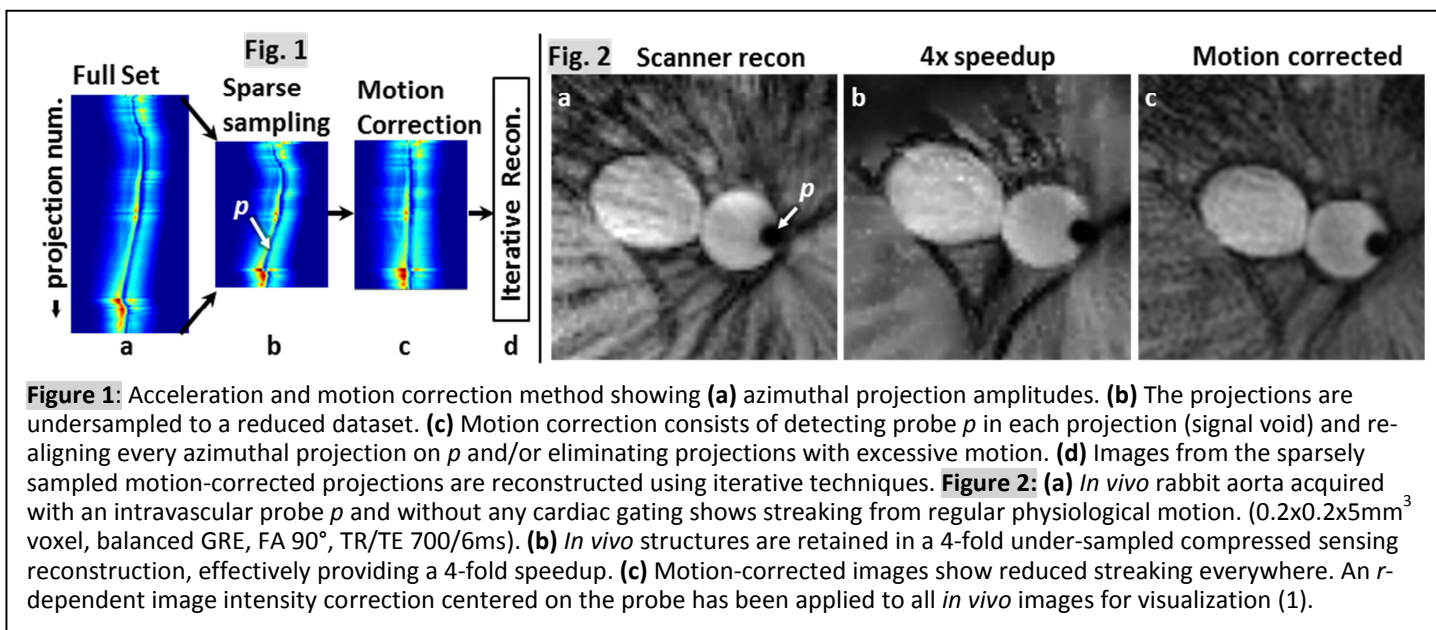 Fig. 1
Full Set
Sparse
sampling
Motion
Correction
projection num.
p
Iterative Recon.
a
b
c
d
Fig. 2
Scanner recon
4x speedup
Motion corrected
a
b
c
p
Figure 1: Acceleration and motion correction method showing (a) azimuthal projection amplitudes. (b) The projections are
undersampled to a reduced dataset. (c) Motion correction consists of detecting probe p in each projection (signal void) and re-
aligning every azimuthal projection on p and/or eliminating projections with excessive motion. (d) Images from the sparsely
sampled motion-corrected projections are reconstructed using iterative techniques. Figure 2: (a) In vivo rabbit aorta acquired
with an intravascular probe p and without any cardiac gating shows streaking from regular physiological motion. (0.2x0.2x5mm³
voxel, balanced GRE, FA 90°, TR/TE 700/6ms). (b) In vivo structures are retained in a 4-fold under-sampled compressed sensing
reconstruction, effectively providing a 4-fold speedup. (c) Motion-corrected images show reduced streaking everywhere. An r-
dependent image intensity correction centered on the probe has been applied to all in vivo images for visualization (1).